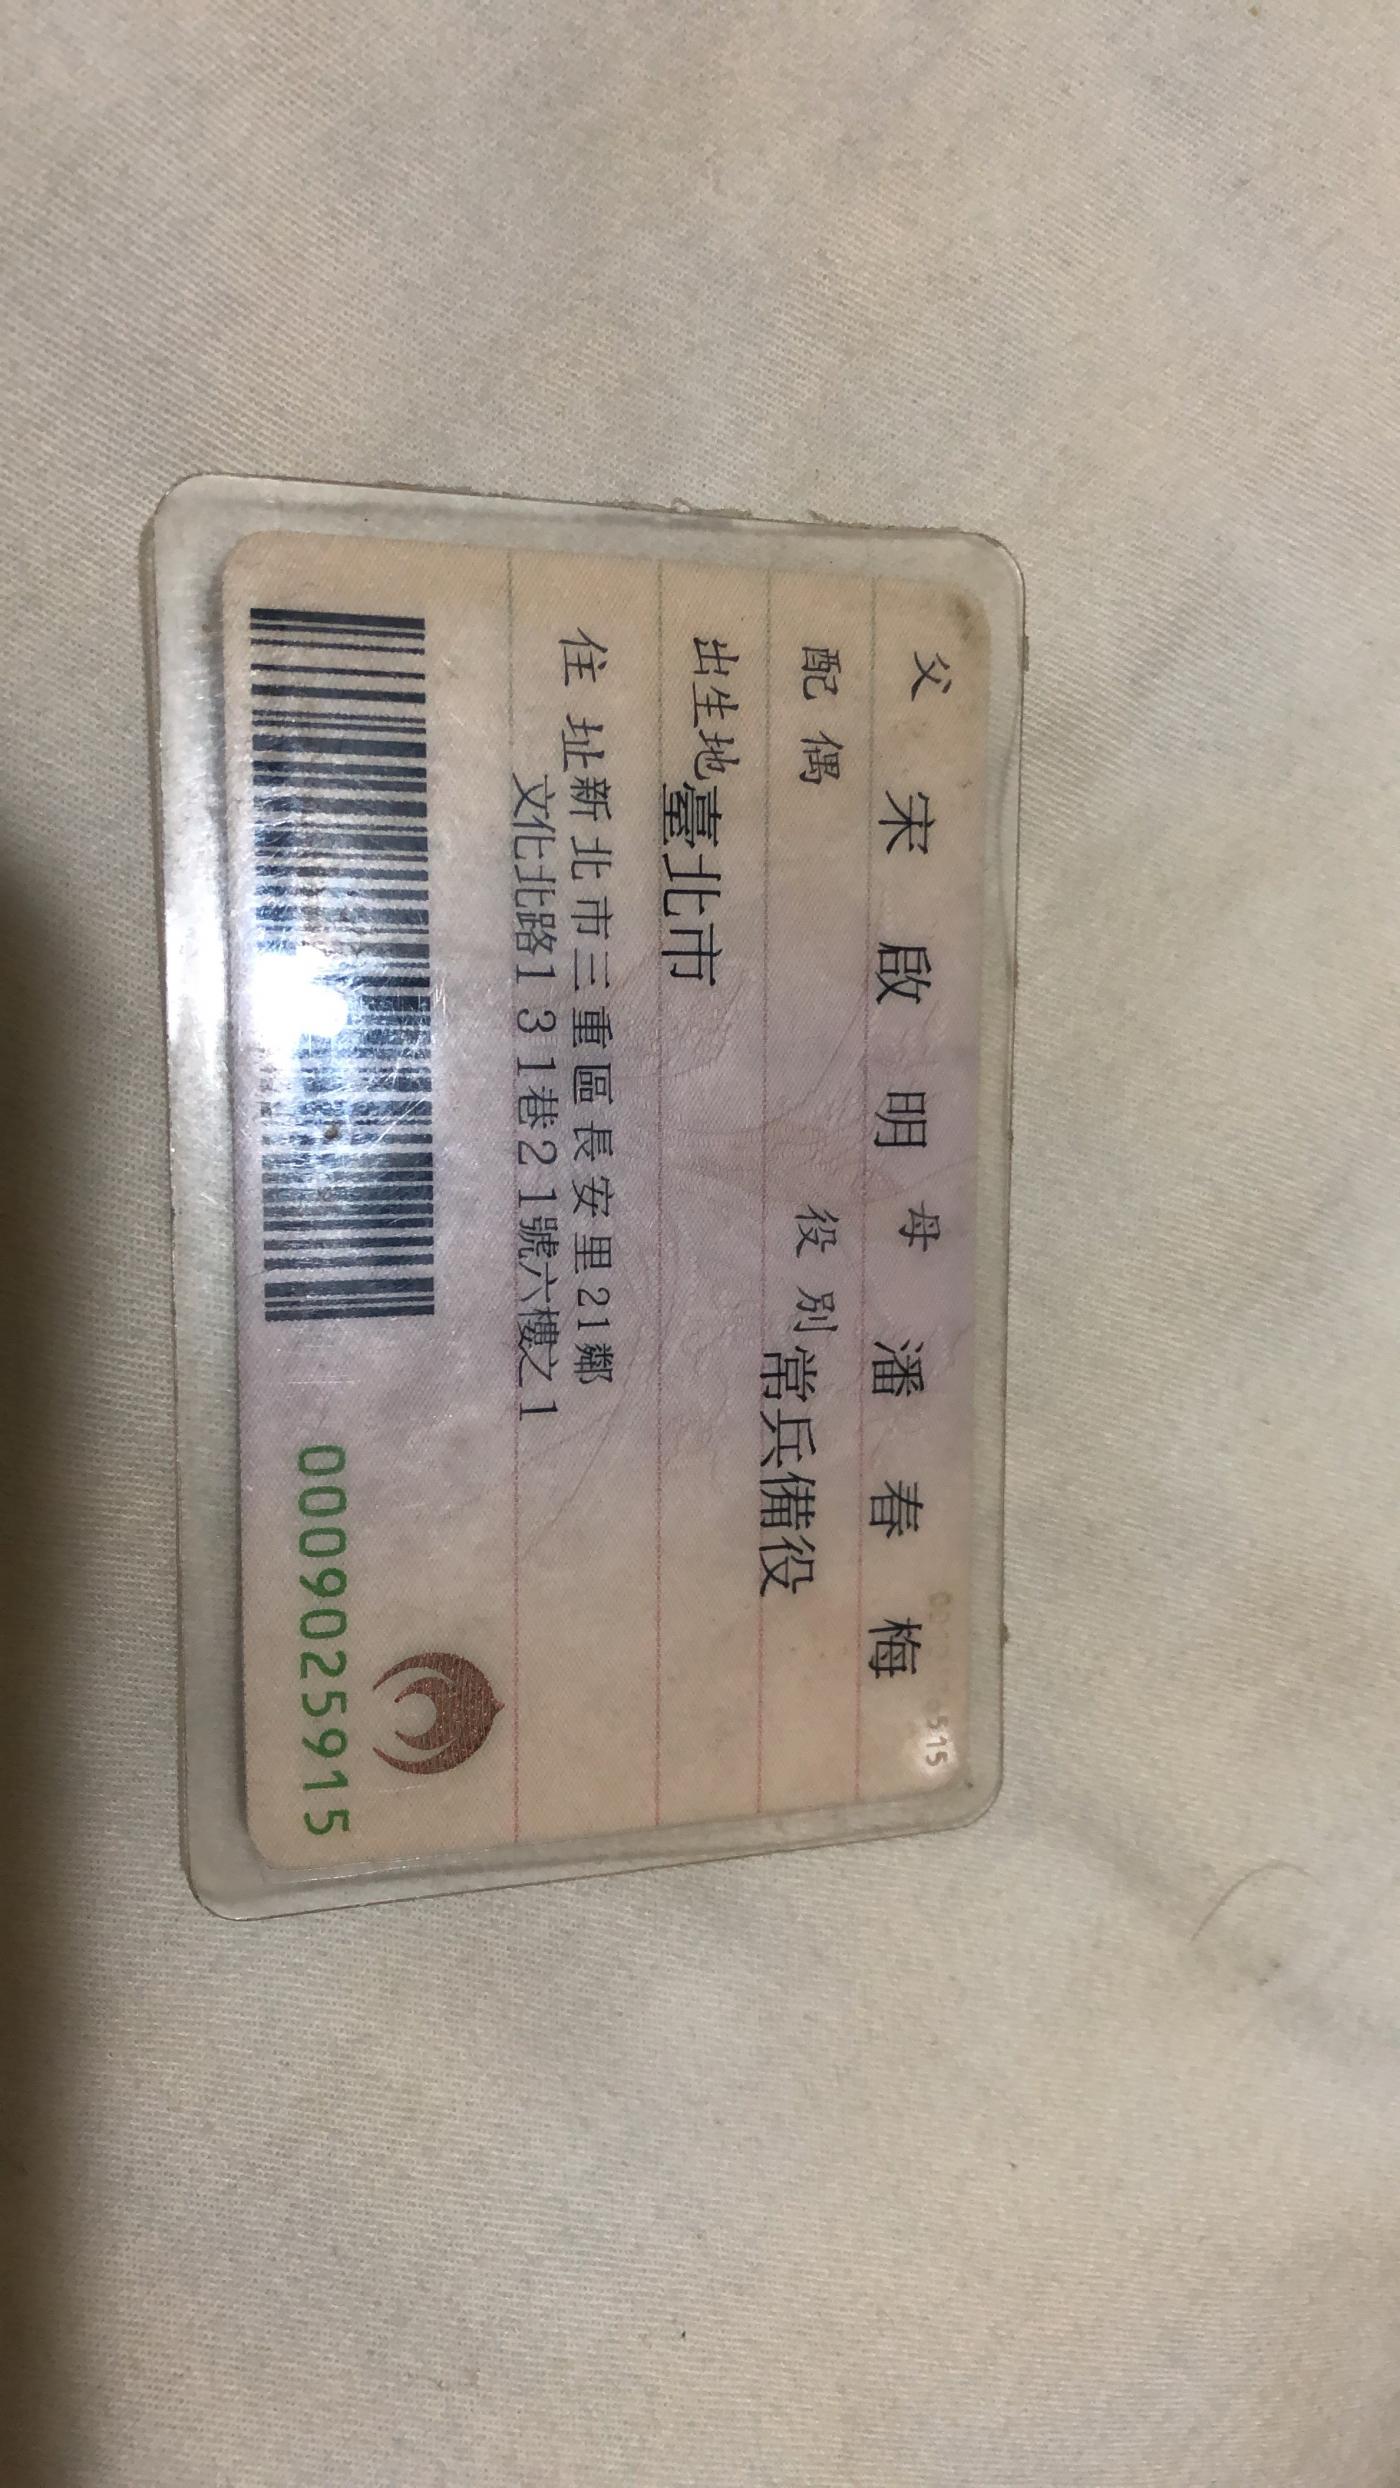 父 宋啟明 母 潘春梅
配偶 役別 常兵備役
出生地 臺北市
住址 新北市三重區長安里21鄰
文化北路131巷21號六樓之1
0009025915